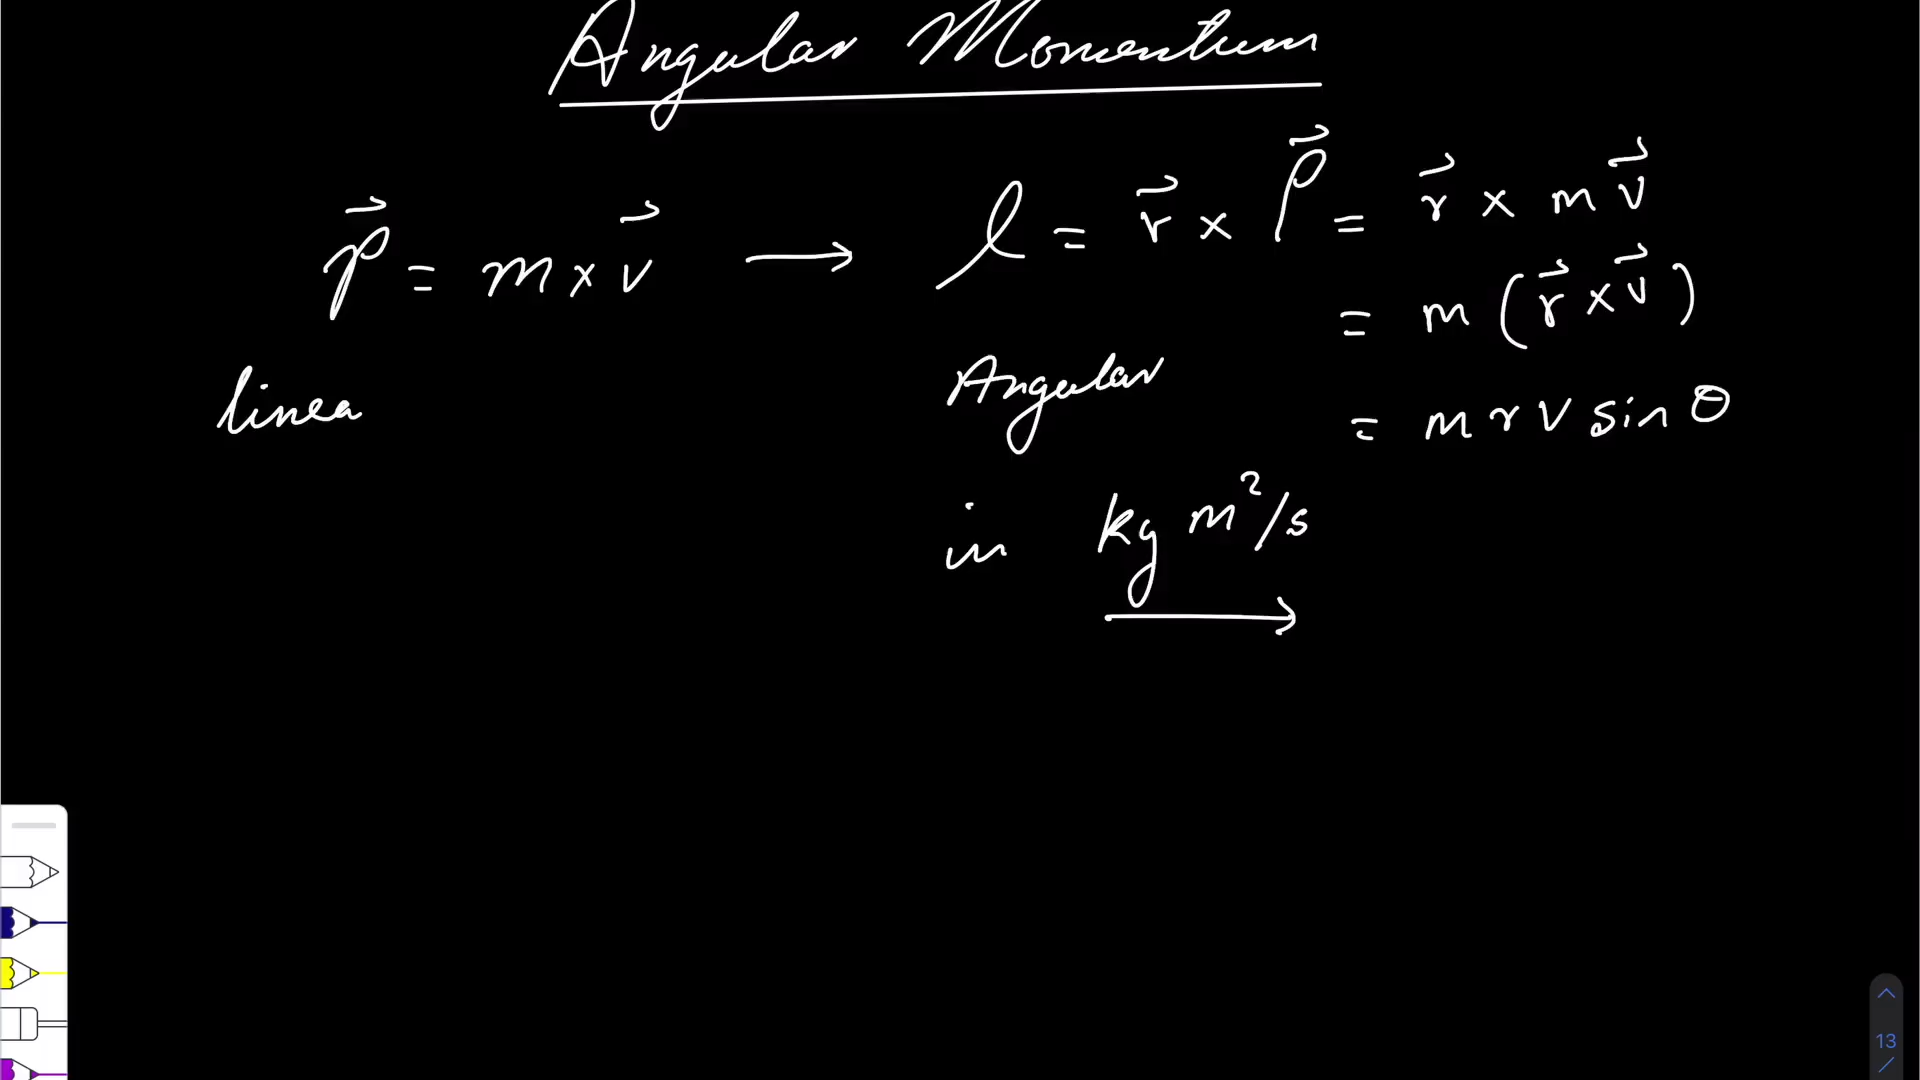 Angular Momentum
p⃗ = m × v⃗ → l = r⃗ × p⃗ = r⃗ × m v⃗
= m (r⃗ × v⃗)
linea
Angular
= m r v sin θ
in kg m²/s
→
13